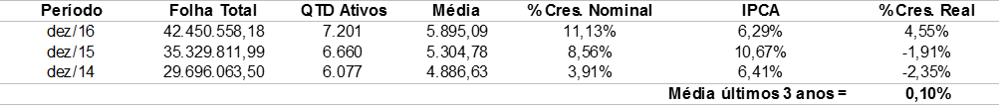 Período Folha Total QTD Ativos Média %Cres. Nominal IPCA %Cres. Real
dez/16 42.450.558,18 7.201 5.895,09 11,13% 6,29% 4,55%
dez/15 35.329.811,99 6.660 5.304,78 8,56% 10,67% -1,91%
dez/14 29.696.063,50 6.077 4.886,63 3,91% 6,41% -2,35%
Média últimos 3 anos = 0,10%